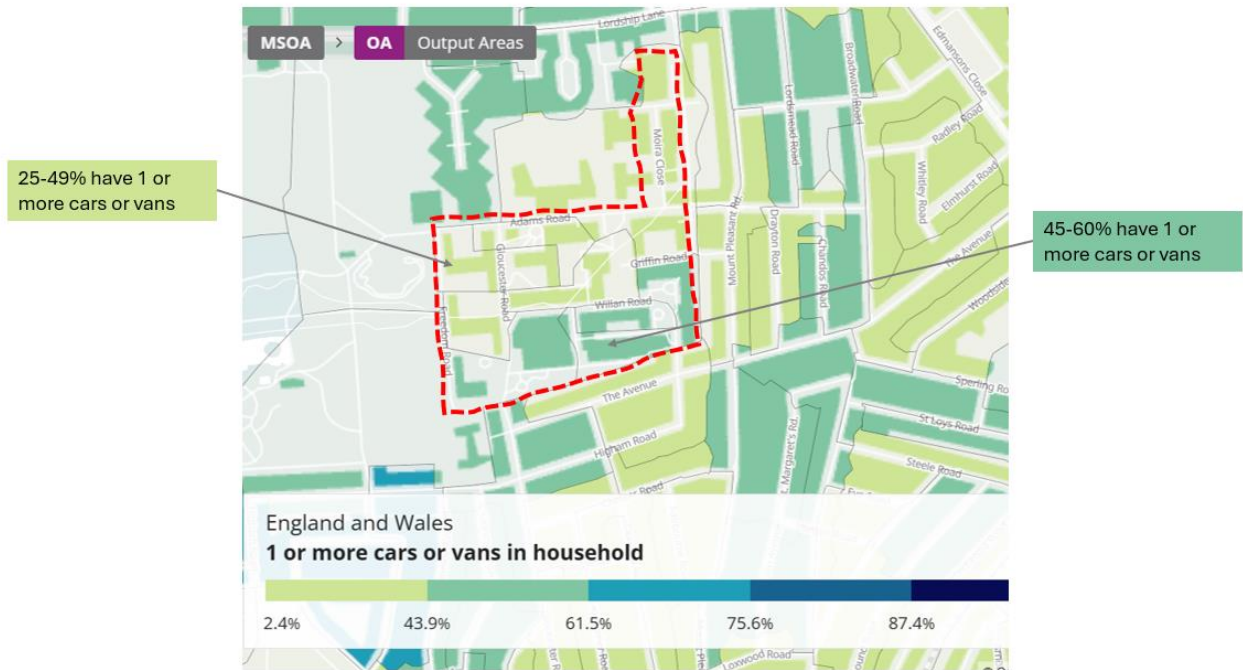 MSOA > OA Output Areas
Lordship Lane
Edmansons Close
Broadwater Road
Lordsmead Road
Radley Road
Moira Close
Whitley Road
Elmhurst Road
25-49% have 1 or
more cars or vans
Adams Road
Mount Pleasant Rd.
Drayton Road
Chandos Road
The Avenue
45-60% have 1 or
more cars or vans
Gloucester Road
Griffin Road
Woodside
Willan Road
Freedom Road
The Avenue
Sperling Ro
St Loys Road
Higham Road
Margaret's Rd.
Steele Road
Road
England and Wales
1 or more cars or vans in household
2.4% 43.9% 61.5% 75.6% 87.4%
Loxwood Road